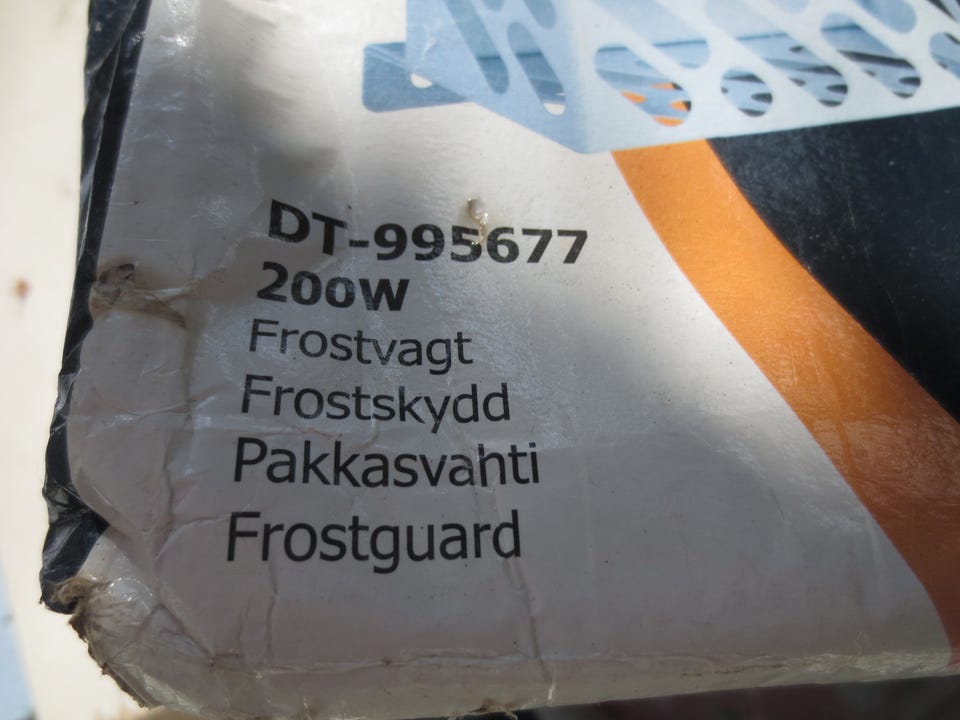 DT-995677
200W
Frostvagt
Frostskydd
Pakkasvahti
Frostguard